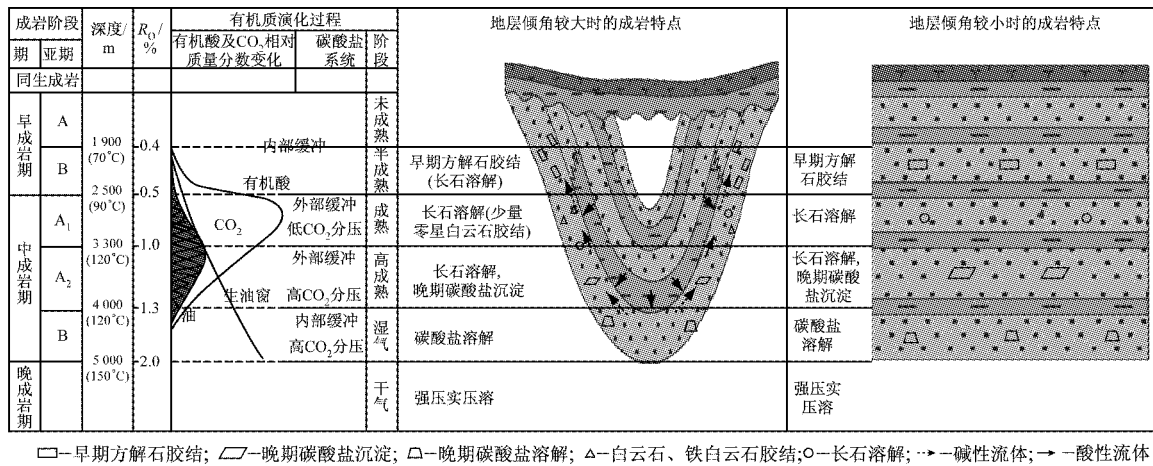 成岩阶段
期 亚期
深度/
m
Ro/
%
有机质演化过程
有机酸及CO2相对
质量分数变化
碳酸盐
系统
阶
段
地层倾角较大时的成岩特点
地层倾角较小时的成岩特点
同生成岩
早成岩期
A
B
中成岩期
A1
A2
B
晚成岩期
1 900
(70℃)
2 500
(90℃)
3 300
(120℃)
4 000
(120℃)
5 000
(150℃)
0.4
0.5
1.0
1.3
2.0
有机酸
CO2
生油窗
油
内部缓冲
外部缓冲
低CO2分压
外部缓冲
高CO2分压
内部缓冲
高CO2分压
未成熟
半成熟
成熟
高成熟
湿气
干气
早期方解石胶结
(长石溶解)
长石溶解(少量
零星白云石胶结)
长石溶解,
晚期碳酸盐沉淀
碳酸盐溶解
强压实压溶
早期方解
石胶结
长石溶解
长石溶解,
晚期碳酸
盐沉淀
碳酸盐
溶解
强压实
压溶
—早期方解石胶结; —晚期碳酸盐沉淀; —晚期碳酸盐溶解; —白云石、铁白云石胶结; —长石溶解; —碱性流体; —酸性流体